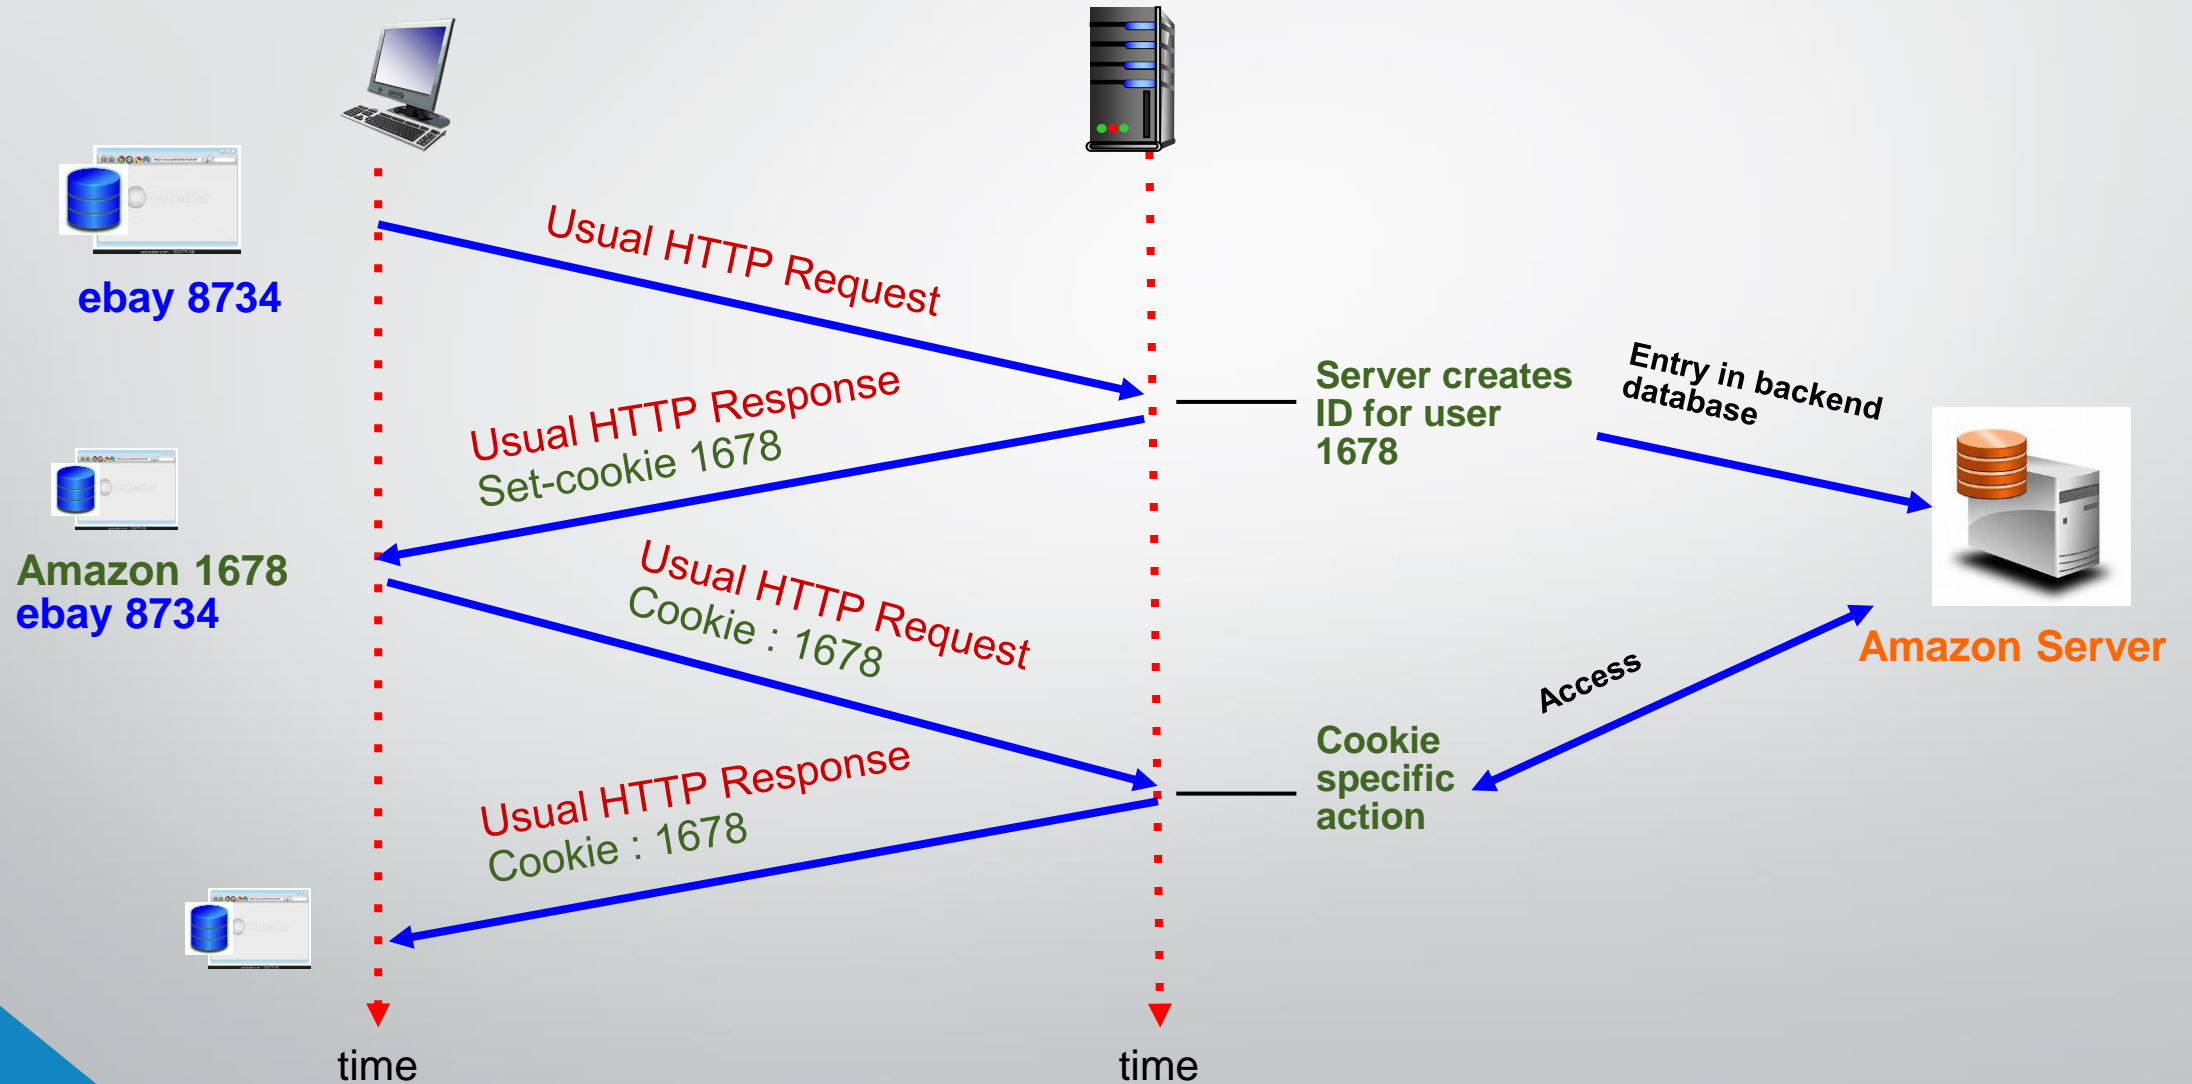 ebay 8734
Usual HTTP Request
Server creates
ID for user
1678
Entry in backend
database
Usual HTTP Response
Set-cookie 1678
Amazon 1678
ebay 8734
Usual HTTP Request
Cookie : 1678
Amazon Server
Access
Cookie
specific
action
Usual HTTP Response
Cookie : 1678
time
time